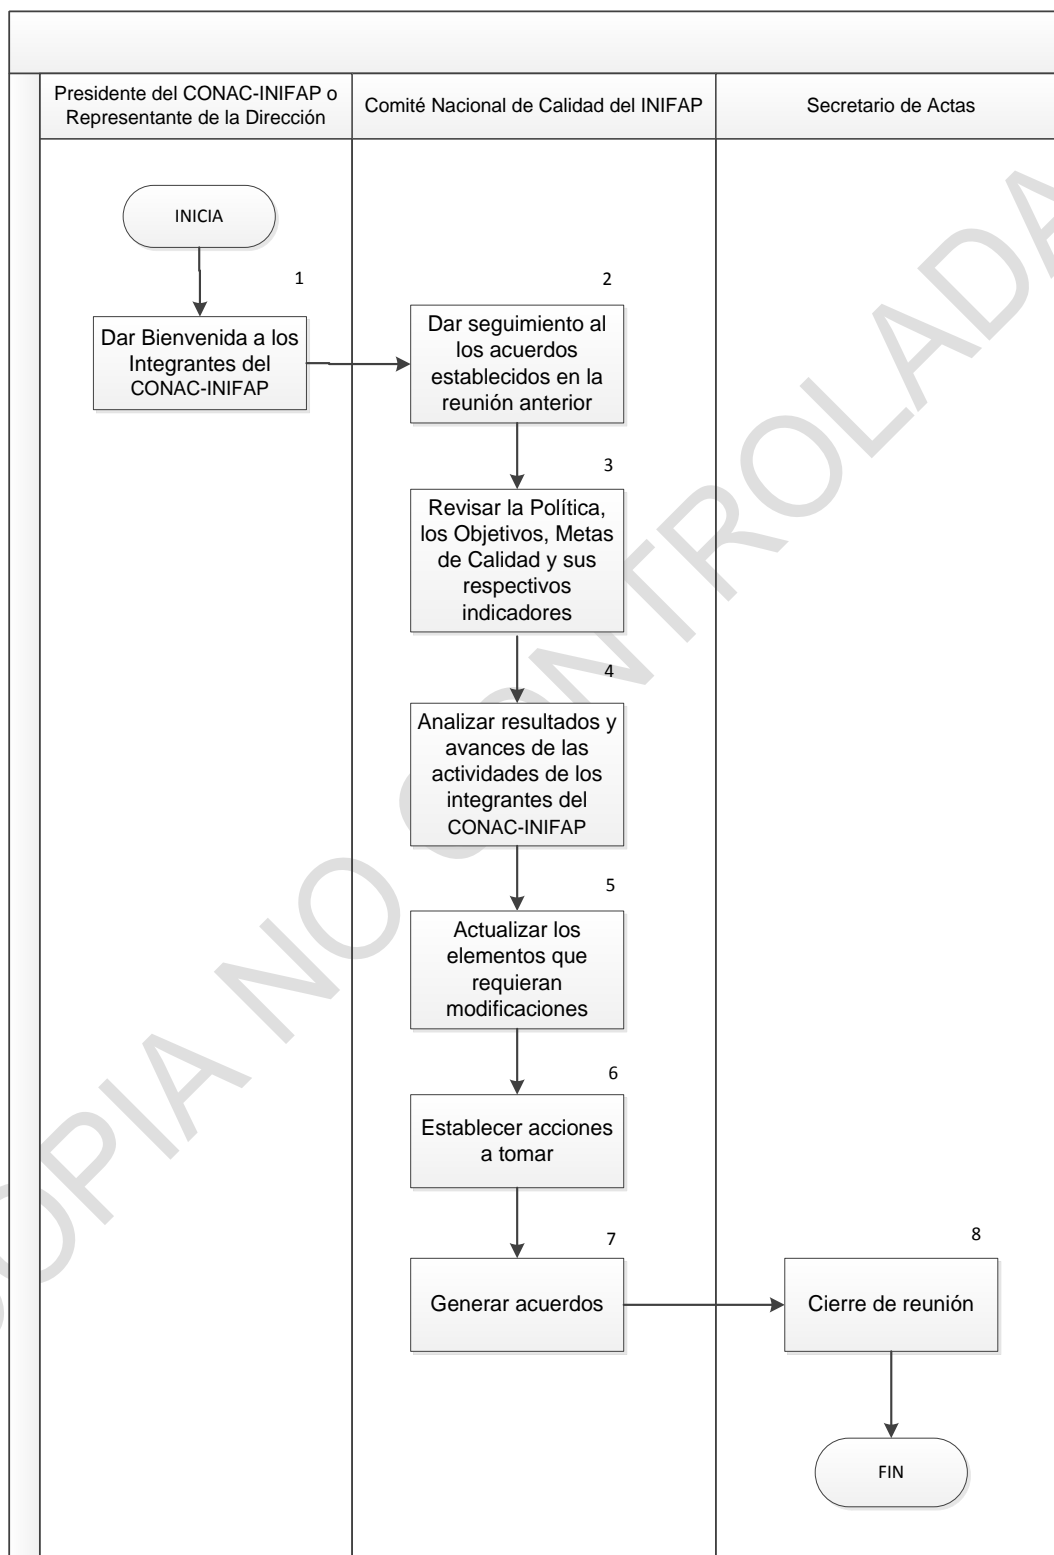 Presidente del CONAC-INIFAP o
Representante de la Dirección
Comité Nacional de Calidad del INIFAP
Secretario de Actas
INICIA
1
Dar Bienvenida a los
Integrantes del
CONAC-INIFAP
2
Dar seguimiento al
los acuerdos
establecidos en la
reunión anterior
3
Revisar la Política,
los Objetivos, Metas
de Calidad y sus
respectivos
indicadores
4
Analizar resultados y
avances de las
actividades de los
integrantes del
CONAC-INIFAP
5
Actualizar los
elementos que
requieran
modificaciones
6
Establecer acciones
a tomar
7
Generar acuerdos
8
Cierre de reunión
FIN
COPIA NO CONTROLADA